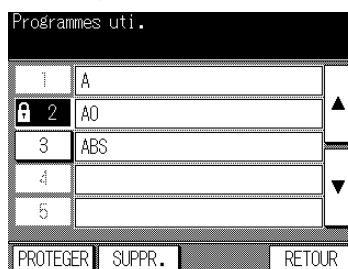 Programmes uti.
1 A
2 AO
3 ABS
4
5
PROTEGER SUPPR. RETOUR